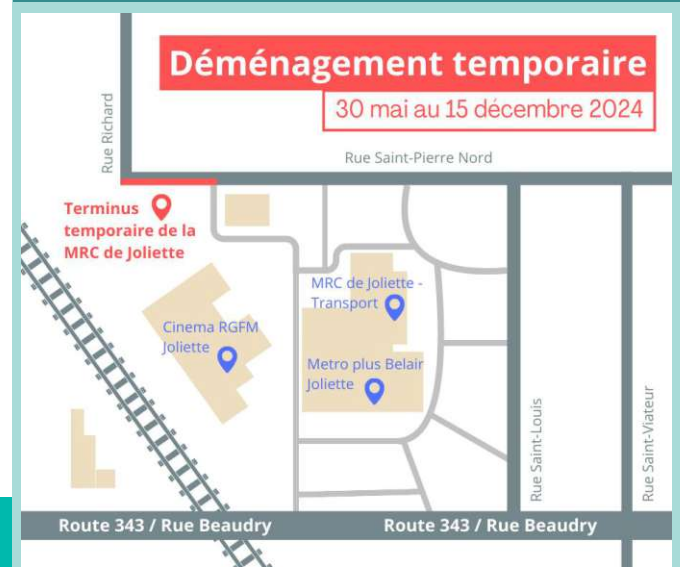 Déménagement temporaire
30 mai au 15 décembre 2024
Rue Richard
Rue Saint-Pierre Nord
Terminus
temporaire de la
MRC de Joliette
MRC de Joliette -
Transport
Cinema RGFM
Joliette
Metro plus Belair
Joliette
Rue Saint-Louis
Rue Saint-Viateur
Route 343 / Rue Beaudry
Route 343 / Rue Beaudry